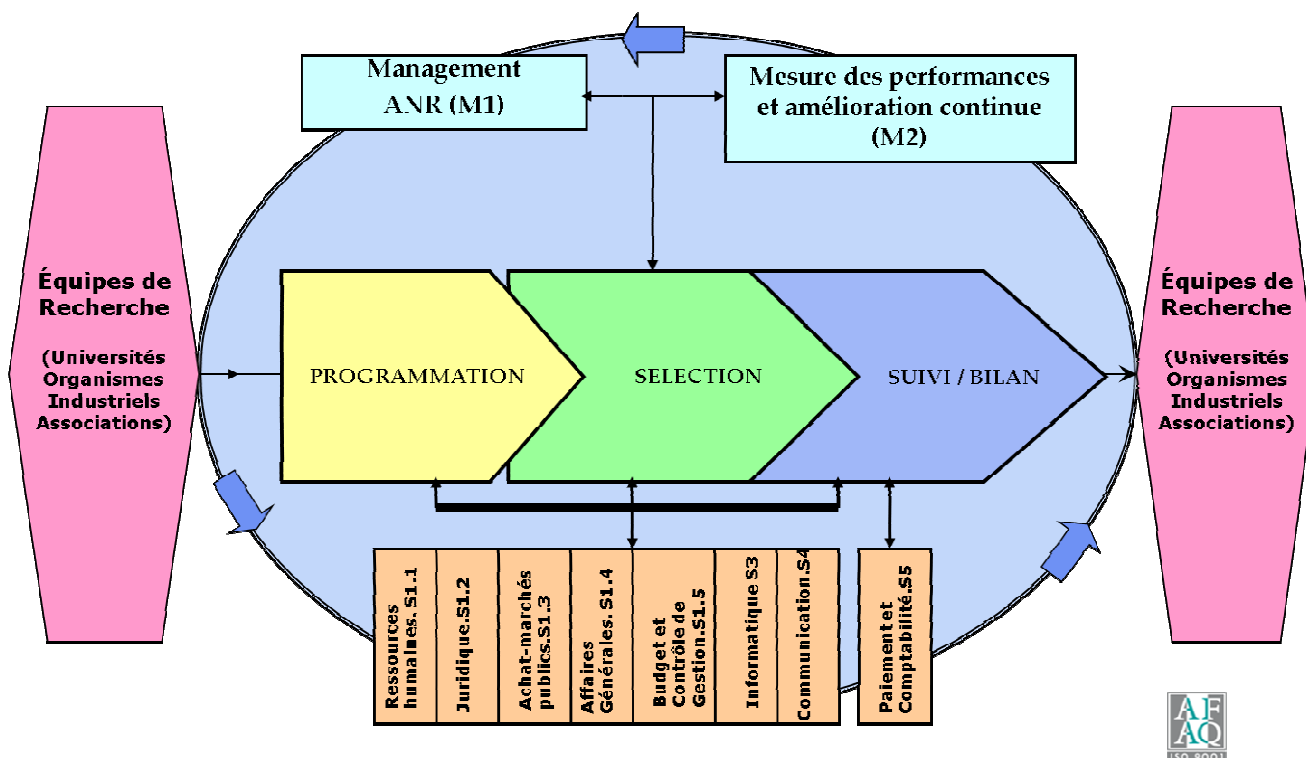 Management
ANR (M1)
Mesure des performances
et amélioration continue
(M2)
Équipes de
Recherche
(Universités
Organismes
Industriels
Associations)
PROGRAMMATION
SELECTION
SUIVI / BILAN
Équipes de
Recherche
(Universités
Organismes
Industriels
Associations)
Ressources
humaines. S1.1
Juridique.S1.2
Achat-marchés
publics.S1.3
Affaires
Générales. S1.4
Budget et
Contrôle de
Gestion.S1.5
Informatique S3
Communication.S4
Paiement et
Comptabilité.S5
AF
AQ
ISO 9001